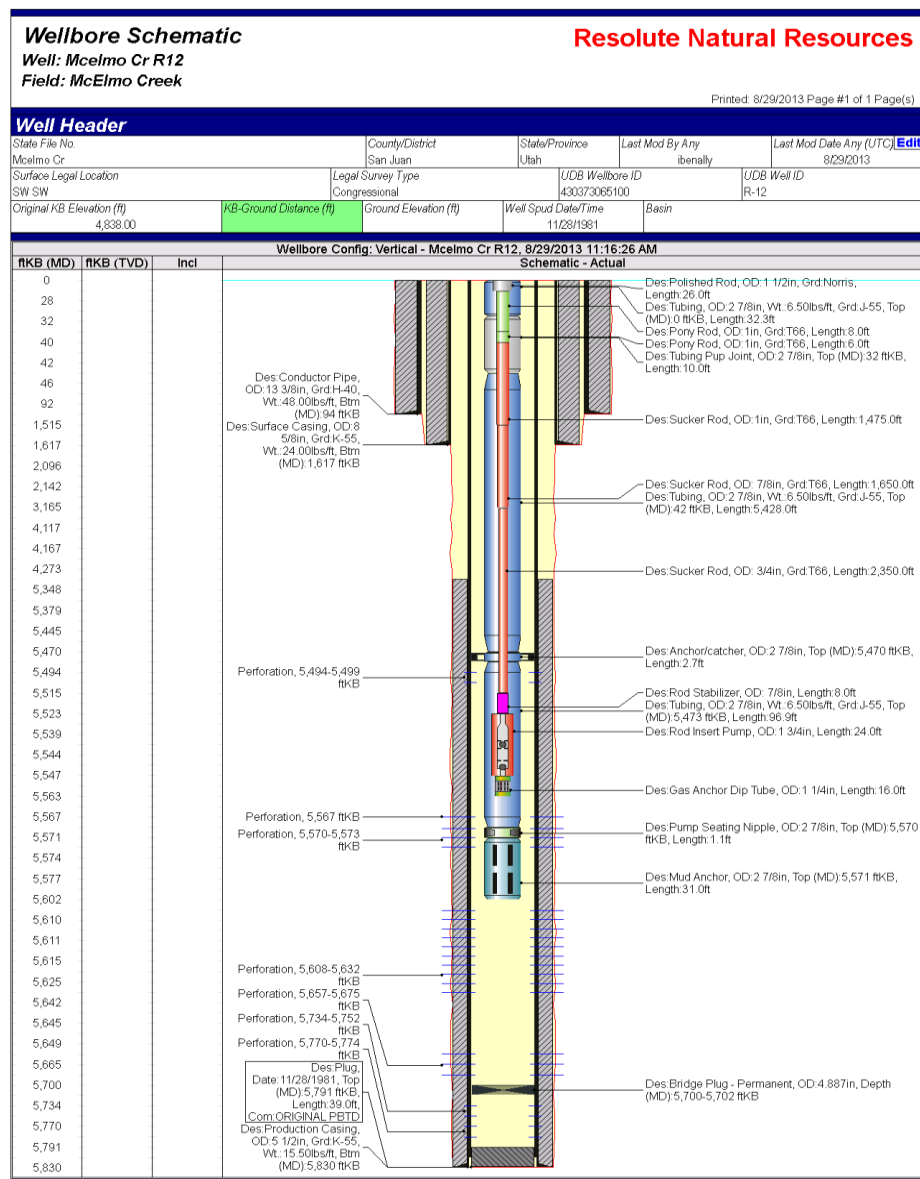 Wellbore Schematic
Resolute Natural Resources
Well: Mcelmo Cr R12
Field: McElmo Creek
Printed: 8/29/2013 Page #1 of 1 Page(s)
Well Header
State File No.
County/District
State/Province
Last Mod By Any
Last Mod Date Any (UTC)
Edit
Mcelmo Cr
San Juan
Utah
ibenally
8/29/2013
Surface Legal Location
Legal Survey Type
UDB Wellbore ID
UDB Well ID
SW SW
Congressional
430373065100
R-12
Original KB Elevation (ft)
KB-Ground Distance (ft)
Ground Elevation (ft)
Well Spud Date/Time
Basin
4,838.00
11/28/1981
Wellbore Config: Vertical - Mcelmo Cr R12, 8/29/2013 11:16:26 AM
ftKB (MD)
ftKB (TVD)
Incl
Schematic - Actual
0
28
32
40
42
46
92
1,515
1,617
2,096
2,142
3,165
4,117
4,167
4,273
5,348
5,379
5,445
5,470
5,494
5,515
5,523
5,539
5,544
5,547
5,563
5,567
5,571
5,574
5,577
5,602
5,610
5,611
5,615
5,625
5,642
5,645
5,649
5,665
5,700
5,734
5,770
5,791
5,830
Des:Conductor Pipe,
OD:13 3/8in, Grd:H-40,
Wt.:48.00lbs/ft, Btm
(MD):94 ftKB
Des:Surface Casing, OD:8
5/8in, Grd:K-55,
Wt.:24.00lbs/ft, Btm
(MD):1,617 ftKB
Perforation, 5,494-5,499
ftKB
Perforation, 5,567 ftKB
Perforation, 5,570-5,573
ftKB
Perforation, 5,608-5,632
ftKB
Perforation, 5,657-5,675
ftKB
Perforation, 5,734-5,752
ftKB
Perforation, 5,770-5,774
ftKB
Des:Plug,
Date:11/28/1981, Top
(MD):5,791 ftKB,
Length:39.0ft,
Com:ORIGINAL PBTD
Des:Production Casing,
OD:5 1/2in, Grd:K-55,
Wt.:15.50lbs/ft, Btm
(MD):5,830 ftKB
Des:Polished Rod, OD:1 1/2in, Grd:Norris,
Length:26.0ft
Des:Tubing, OD:2 7/8in, Wt.:6.50lbs/ft, Grd:J-55, Top
(MD):0 ftKB, Length:32.3ft
Des:Pony Rod, OD:1in, Grd:T66, Length:8.0ft
Des:Pony Rod, OD:1in, Grd:T66, Length:6.0ft
Des:Tubing Pup Joint, OD:2 7/8in, Top (MD):32 ftKB,
Length:10.0ft
Des:Sucker Rod, OD:1in, Grd:T66, Length:1,475.0ft
Des:Sucker Rod, OD: 7/8in, Grd:T66, Length:1,650.0ft
Des:Tubing, OD:2 7/8in, Wt.:6.50lbs/ft, Grd:J-55, Top
(MD):42 ftKB, Length:5,428.0ft
Des:Sucker Rod, OD: 3/4in, Grd:T66, Length:2,350.0ft
Des:Anchor/catcher, OD:2 7/8in, Top (MD):5,470 ftKB,
Length:2.7ft
Des:Rod Stabilizer, OD: 7/8in, Length:8.0ft
Des:Tubing, OD:2 7/8in, Wt.:6.50lbs/ft, Grd:J-55, Top
(MD):5,473 ftKB, Length:96.9ft
Des:Rod Insert Pump, OD:1 3/4in, Length:24.0ft
Des:Gas Anchor Dip Tube, OD:1 1/4in, Length:16.0ft
Des:Pump Seating Nipple, OD:2 7/8in, Top (MD):5,570
ftKB, Length:1.1ft
Des:Mud Anchor, OD:2 7/8in, Top (MD):5,571 ftKB,
Length:31.0ft
Des:Bridge Plug - Permanent, OD:4.887in, Depth
(MD):5,700-5,702 ftKB